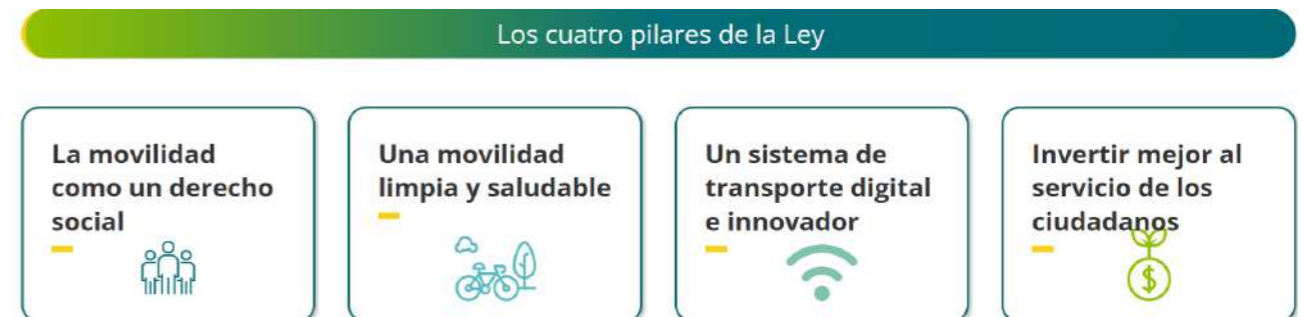 Los cuatro pilares de la Ley
La movilidad
como un derecho
social
Una movilidad
limpia y saludable
Un sistema de
transporte digital
e innovador
Invertir mejor al
servicio de los
ciudadanos
$